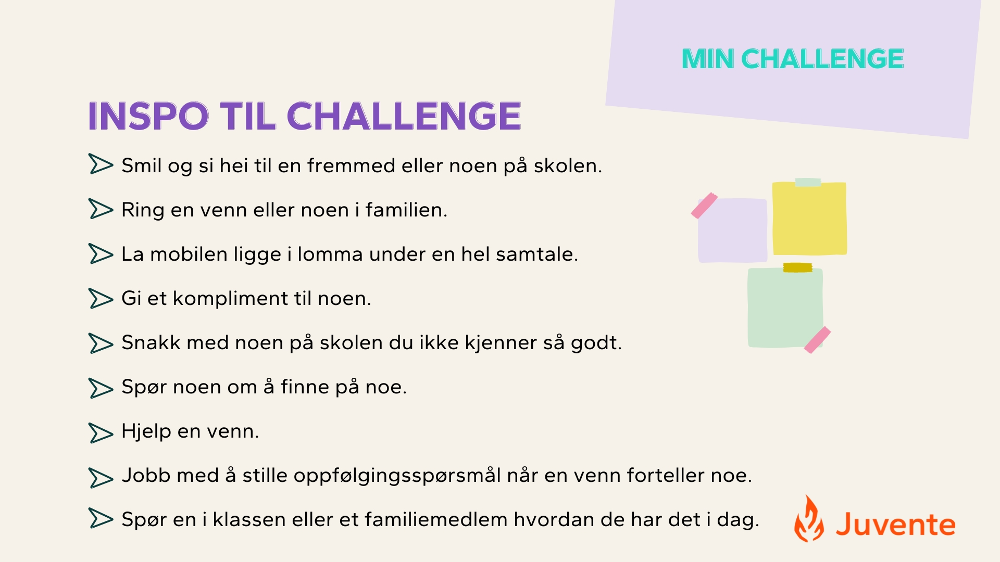 MIN CHALLENGE
INSPO TIL CHALLENGE
Smil og si hei til en fremmed eller noen på skolen.
Ring en venn eller noen i familien.
La mobilen ligge i lomma under en hel samtale.
Gi et kompliment til noen.
Snakk med noen på skolen du ikke kjenner så godt.
Spør noen om å finne på noe.
Hjelp en venn.
Jobb med å stille oppfølgingsspørsmål når en venn forteller noe.
Spør en i klassen eller et familiemedlem hvordan de har det i dag.
Juvente